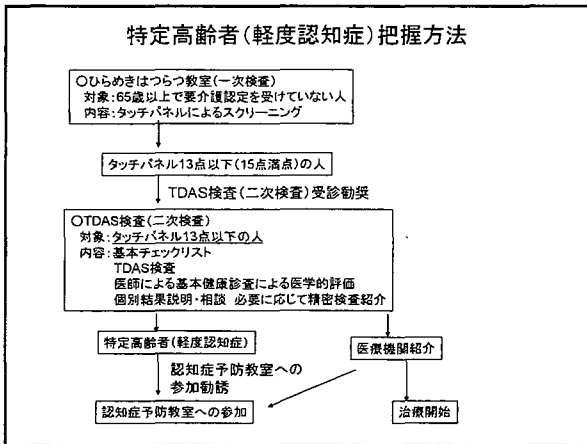 特定高齢者(軽度認知症)把握方法
○ひらめきはつらつ教室(一次検査)
対象:65歳以上で要介護認定を受けていない人
内容:タッチパネルによるスクリーニング
タッチパネル13点以下(15点満点)の人
TDAS検査(二次検査)受診勧奨
○TDAS検査(二次検査)
対象:タッチパネル13点以下の人
内容:基本チェックリスト
TDAS検査
医師による基本健康診査による医学的評価
個別結果説明・相談 必要に応じて精密検査紹介
特定高齢者(軽度認知症)
医療機関紹介
認知症予防教室への
参加勧誘
認知症予防教室への参加
治療開始